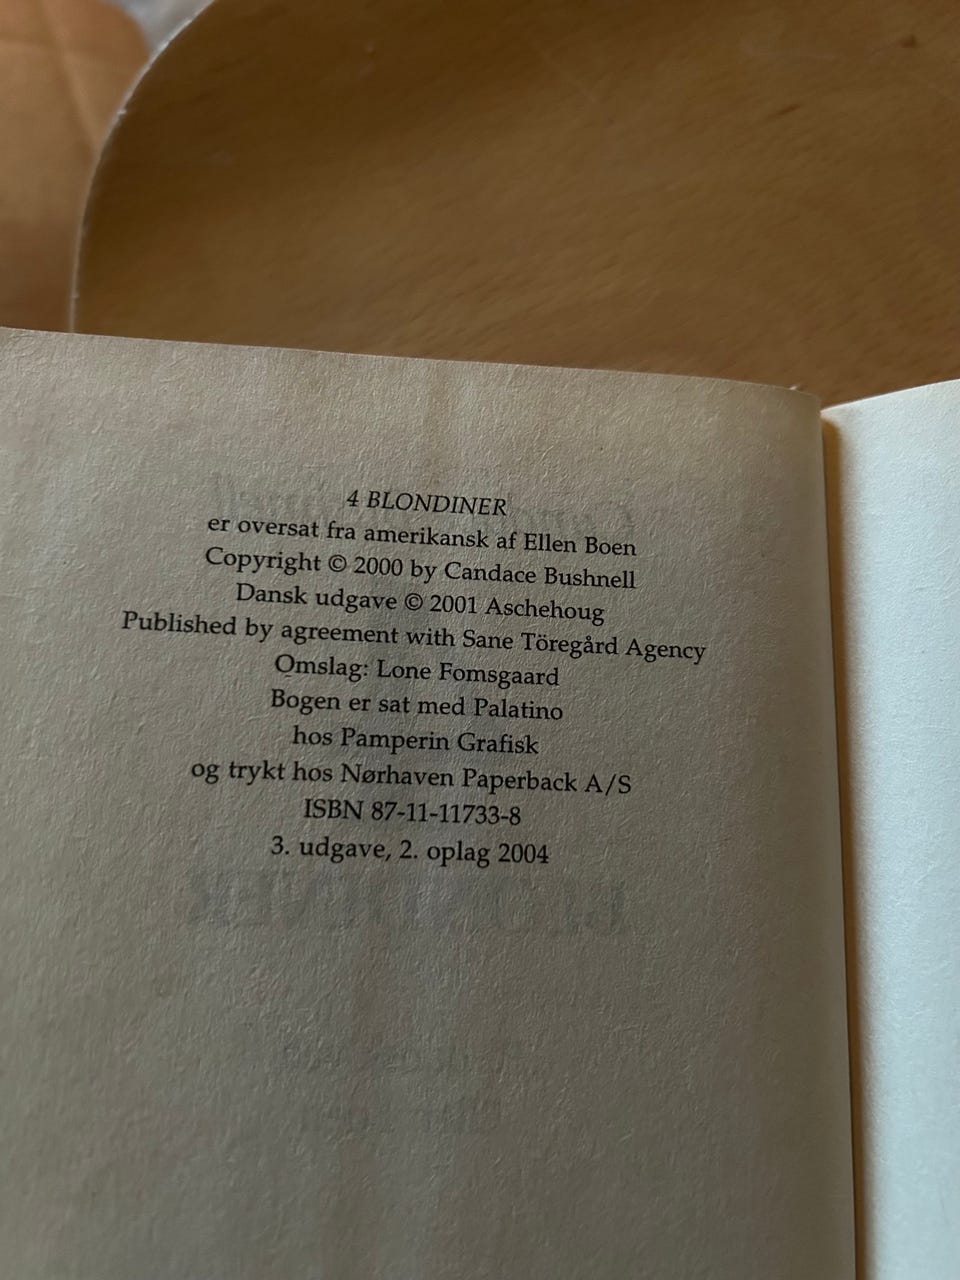 4 BLONDINER
er oversat fra amerikansk af Ellen Boen
Copyright © 2000 by Candace Bushnell
Dansk udgave © 2001 Aschehoug
Published by agreement with Sane Töregård Agency
Omslag: Lone Fomsgaard
Bogen er sat med Palatino
hos Pamperin Grafisk
og trykt hos Nørhaven Paperback A/S
ISBN 87-11-11733-8
3. udgave, 2. oplag 2004